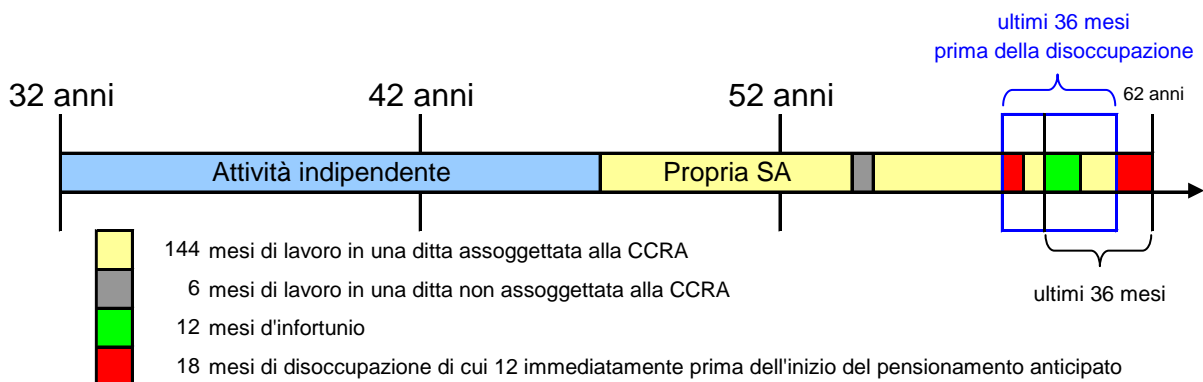 ultimi 36 mesi
prima della disoccupazione
32 anni
42 anni
52 anni
62 anni
Attività indipendente
Propria SA
144 mesi di lavoro in una ditta assoggettata alla CCRA
6 mesi di lavoro in una ditta non assoggettata alla CCRA
12 mesi d'infortunio
18 mesi di disoccupazione di cui 12 immediatamente prima dell'inizio del pensionamento anticipato
ultimi 36 mesi